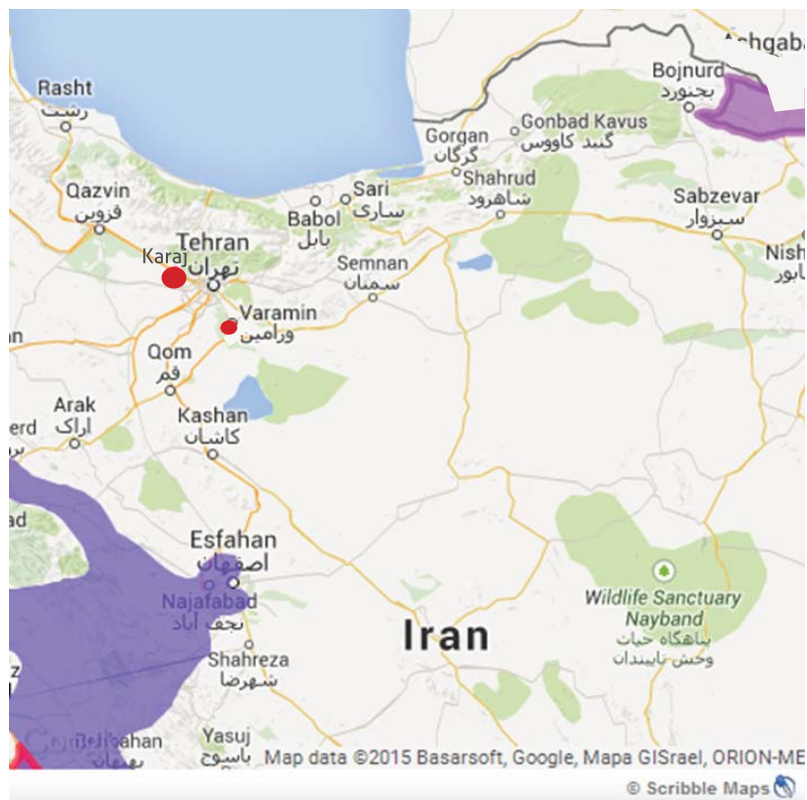 Rasht
رشت
Bojnurd
بجنورد
Gonbad Kavus
گنبد کاووس
Gorgan
گرگان
Shahrud
شاهرود
Qazvin
قزوین
Sari
ساری
Babol
بابل
Sabzevar
سبزوار
Karaj
Tehran
تهران
Semnan
سمنان
Varamin
ورامین
Qom
قم
Arak
اراک
Kashan
کاشان
Esfahan
اصفهان
Najafabad
نجف آباد
Wildlife Sanctuary
Nayband
پناهگاه حیات
وحش نایبندان
Iran
Shahreza
شهرضا
Yasuj
یاسوج
Map data ©2015 Basarsoft, Google, Mapa GISrael, ORION-ME
© Scribble Maps